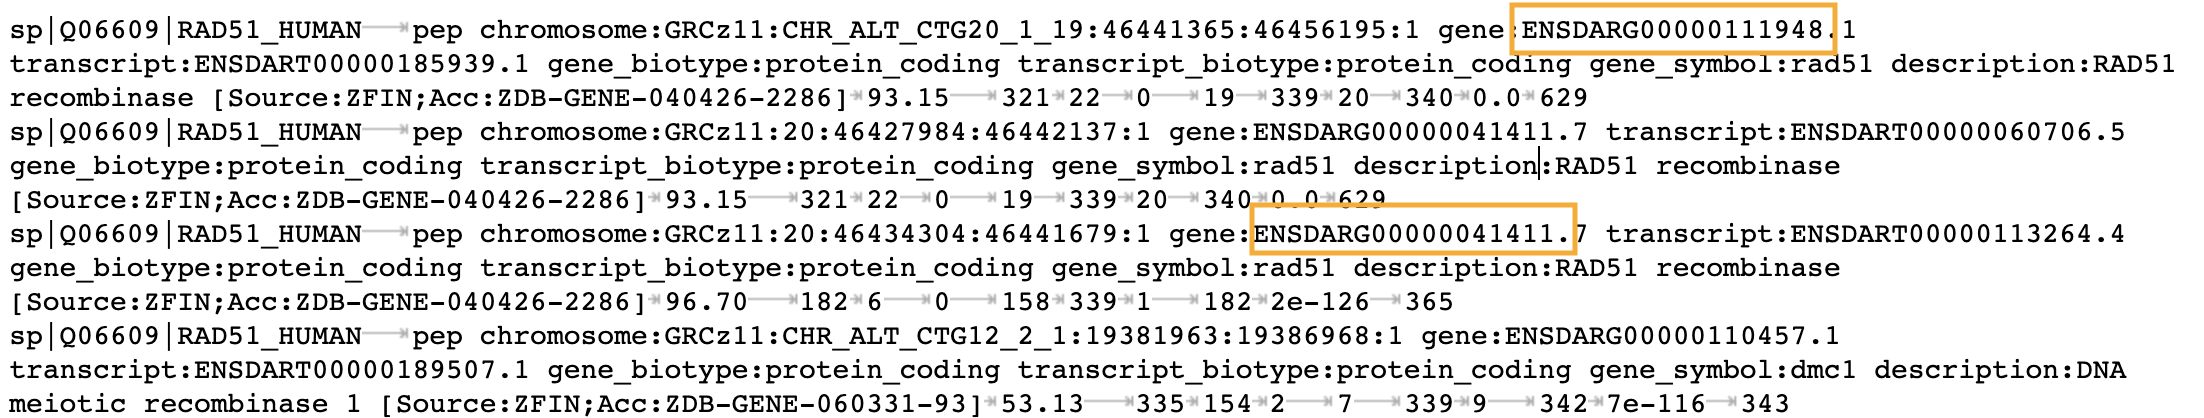 sp|Q06609|RAD51_HUMAN pep chromosome:GRCz11:CHR_ALT_CTG20_1_19:46441365:46456195:1 gene:ENSDARG00000111948.1
transcript:ENSDART00000185939.1 gene_biotype:protein_coding transcript_biotype:protein_coding gene_symbol:rad51 description:RAD51
recombinase [Source:ZFIN;Acc:ZDB-GENE-040426-2286] 93.15 321 22 0 19 339 20 340 0.0 629
sp|Q06609|RAD51_HUMAN pep chromosome:GRCz11:20:46427984:46442137:1 gene:ENSDARG00000041411.7 transcript:ENSDART00000060706.5
gene_biotype:protein_coding transcript_biotype:protein_coding gene_symbol:rad51 description:RAD51 recombinase
[Source:ZFIN;Acc:ZDB-GENE-040426-2286] 93.15 321 22 0 19 339 20 340 0.0 629
sp|Q06609|RAD51_HUMAN pep chromosome:GRCz11:20:46434304:46441679:1 gene:ENSDARG00000041411.7 transcript:ENSDART00000113264.4
gene_biotype:protein_coding transcript_biotype:protein_coding gene_symbol:rad51 description:RAD51 recombinase
[Source:ZFIN;Acc:ZDB-GENE-040426-2286] 96.70 182 6 0 158 339 1 182 2e-126 365
sp|Q06609|RAD51_HUMAN pep chromosome:GRCz11:CHR_ALT_CTG12_2_1:19381963:19386968:1 gene:ENSDARG00000110457.1
transcript:ENSDART00000189507.1 gene_biotype:protein_coding transcript_biotype:protein_coding gene_symbol:dmc1 description:DNA
meiotic recombinase 1 [Source:ZFIN;Acc:ZDB-GENE-060331-93] 53.13 335 154 2 7 339 9 342 7e-116 343